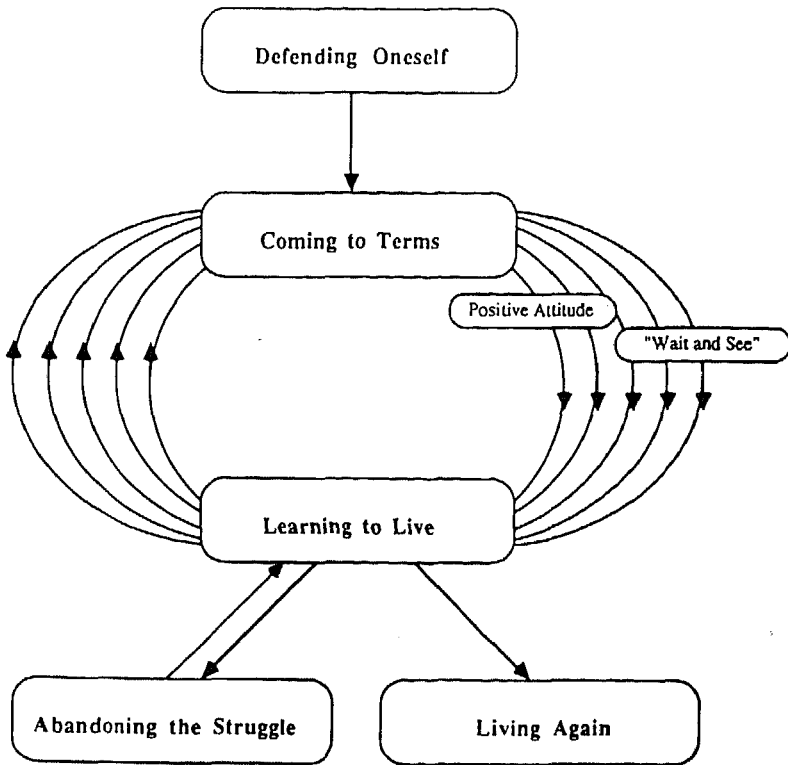 Defending Oneself
Coming to Terms
Positive Attitude
"Wait and See"
Learning to Live
Abandoning the Struggle
Living Again